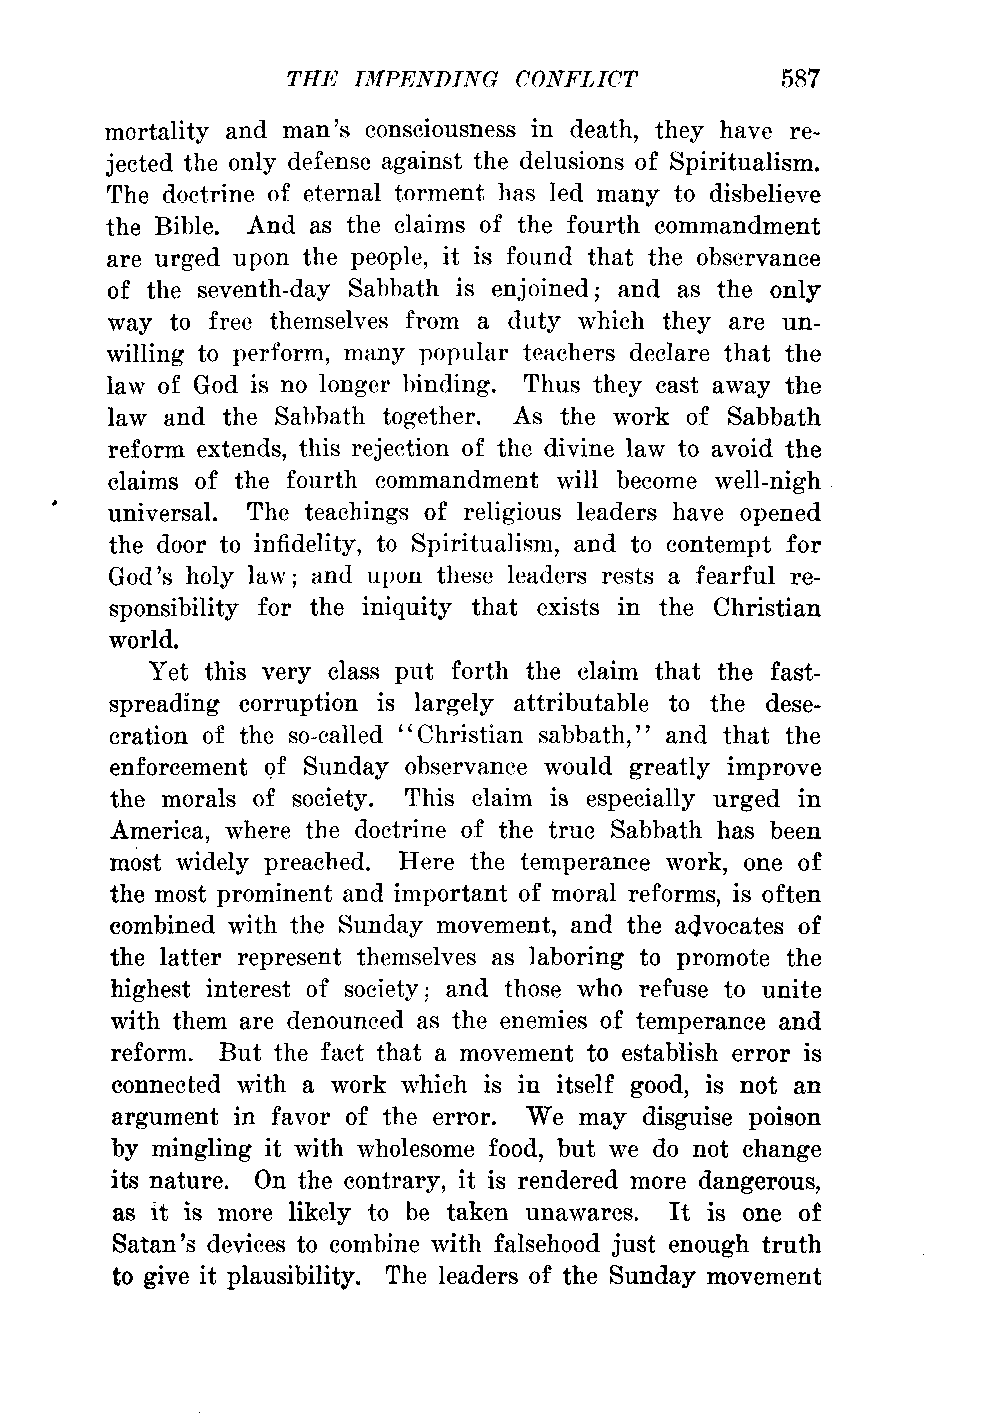 THE IMPENDING CONFLICT 587
mortality and man's consciousness in death, they have re-
jected the only defense against the delusions of Spiritualism.
The doctrine of eternal torment has led many to disbelieve
the Bible. And as the claims of the fourth commandment
are urged upon the people, it is found that the observance
of the seventh-day Sabbath is enjoined; and as the only
way to free themselves from a duty which they are un-
willing to perform, many popular teachers declare that the
law of God is no longer binding. Thus they cast away the
law and the Sabbath together. As the work of Sabbath
reform extends, this rejection of the divine law to avoid the
claims of the fourth commandment will become well-nigh
universal. The teachings of religious leaders have opened
the door to infidelity, to Spiritualism, and to contempt for
God's holy law; and upon these leaders rests a fearful re-
sponsibility for the iniquity that exists in the Christian
world.
Yet this very class put forth the claim that the fast-
spreading corruption is largely attributable to the dese-
cration of the so-called "Christian sabbath," and that the
enforcement of Sunday observance would greatly improve
the morals of society. This claim is especially urged in
America, where the doctrine of the true Sabbath has been
most widely preached. Here the temperance work, one of
the most prominent and important of moral reforms, is often
combined with the Sunday movement, and the advocates of
the latter represent themselves as laboring to promote the
highest interest of society; and those who refuse to unite
with them are denounced as the enemies of temperance and
reform. But the fact that a movement to establish error is
connected with a work which is in itself good, is not an
argument in favor of the error. We may disguise poison
by mingling it with wholesome food, but we do not change
its nature. On the contrary, it is rendered more dangerous,
as it is more likely to be taken unawares. It is one of
Satan's devices to combine with falsehood just enough truth
to give it plausibility. The leaders of the Sunday movement